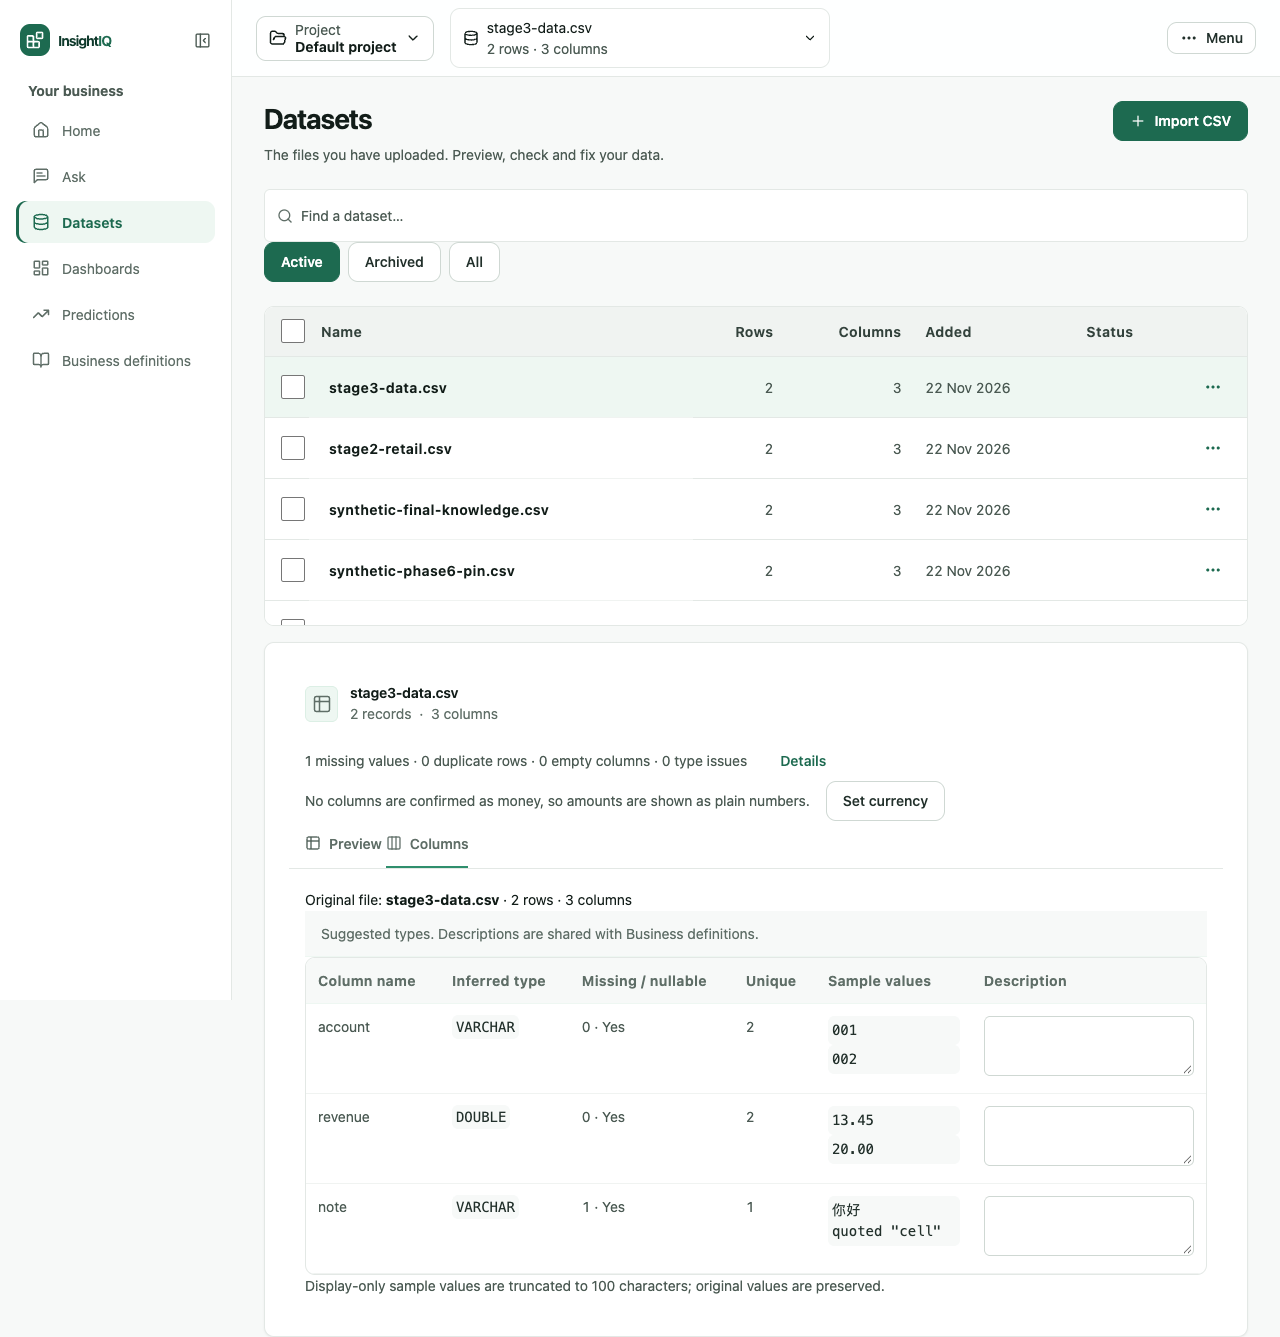 InsightIQ
Your business
Home
Ask
Datasets
Dashboards
Predictions
Business definitions
Project
Default project
stage3-data.csv
2 rows · 3 columns
Menu
Datasets
Import CSV
The files you have uploaded. Preview, check and fix your data.
Find a dataset...
Active Archived All
Name Rows Columns Added Status
stage3-data.csv 2 3 22 Nov 2026
stage2-retail.csv 2 3 22 Nov 2026
synthetic-final-knowledge.csv 2 3 22 Nov 2026
synthetic-phase6-pin.csv 2 3 22 Nov 2026
stage3-data.csv
2 records · 3 columns
1 missing values · 0 duplicate rows · 0 empty columns · 0 type issues Details
No columns are confirmed as money, so amounts are shown as plain numbers. Set currency
Preview Columns
Original file: stage3-data.csv · 2 rows · 3 columns
Suggested types. Descriptions are shared with Business definitions.
Column name Inferred type Missing / nullable Unique Sample values Description
account VARCHAR 0 · Yes 2 001
002
revenue DOUBLE 0 · Yes 2 13.45
20.00
note VARCHAR 1 · Yes 1 你好
quoted "cell"
Display-only sample values are truncated to 100 characters; original values are preserved.